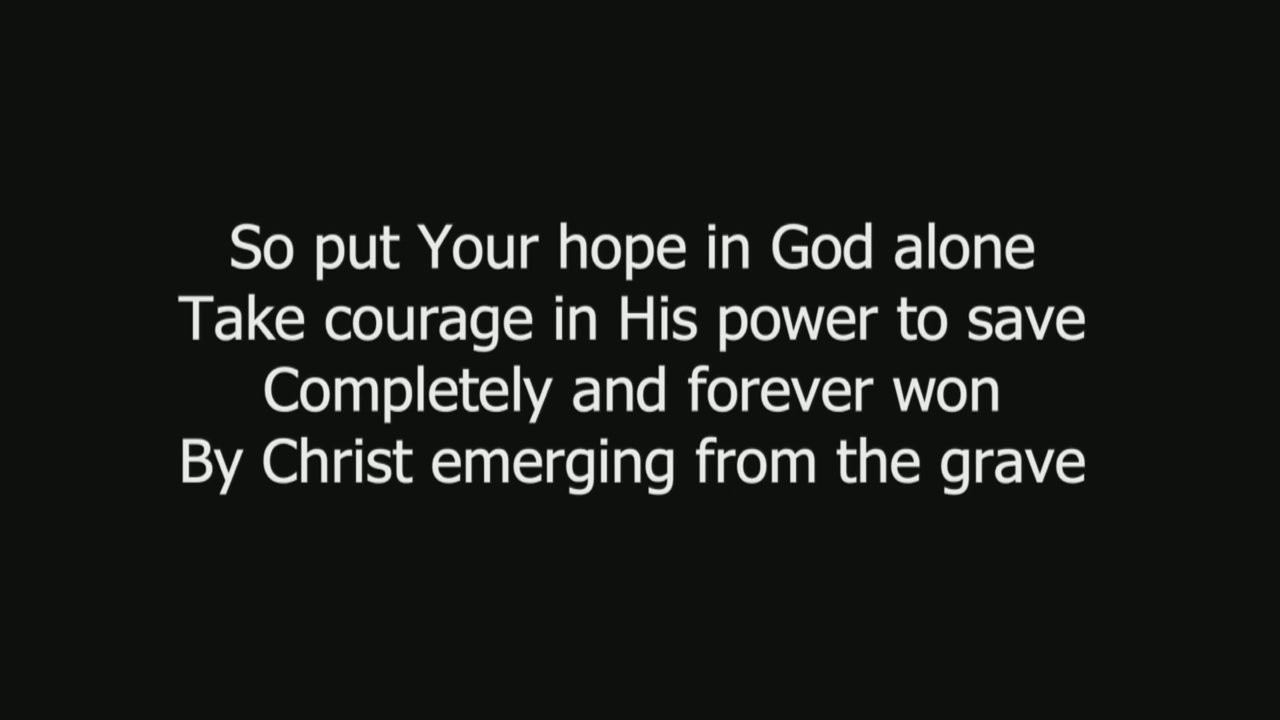 So put Your hope in God alone
Take courage in His power to save
Completely and forever won
By Christ emerging from the grave